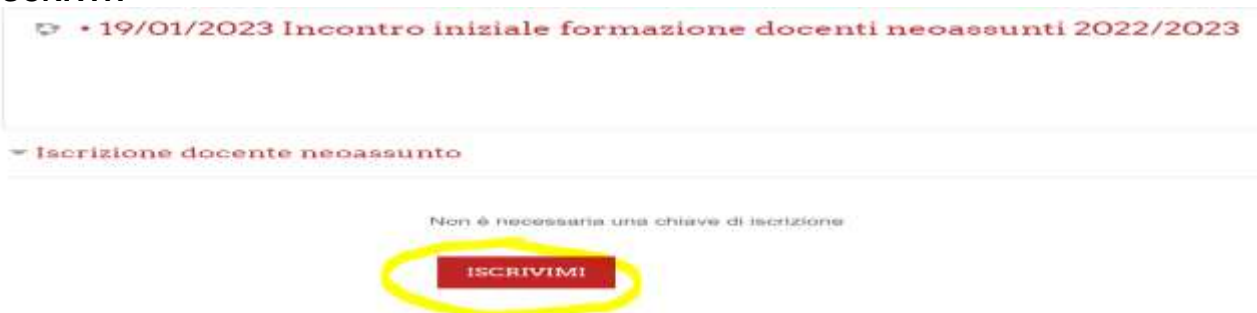 • 19/01/2023 Incontro iniziale formazione docenti neoassunti 2022/2023
Iscrizione docente neoassunto
Non è necessaria una chiave di iscrizione
ISCRIVIMI